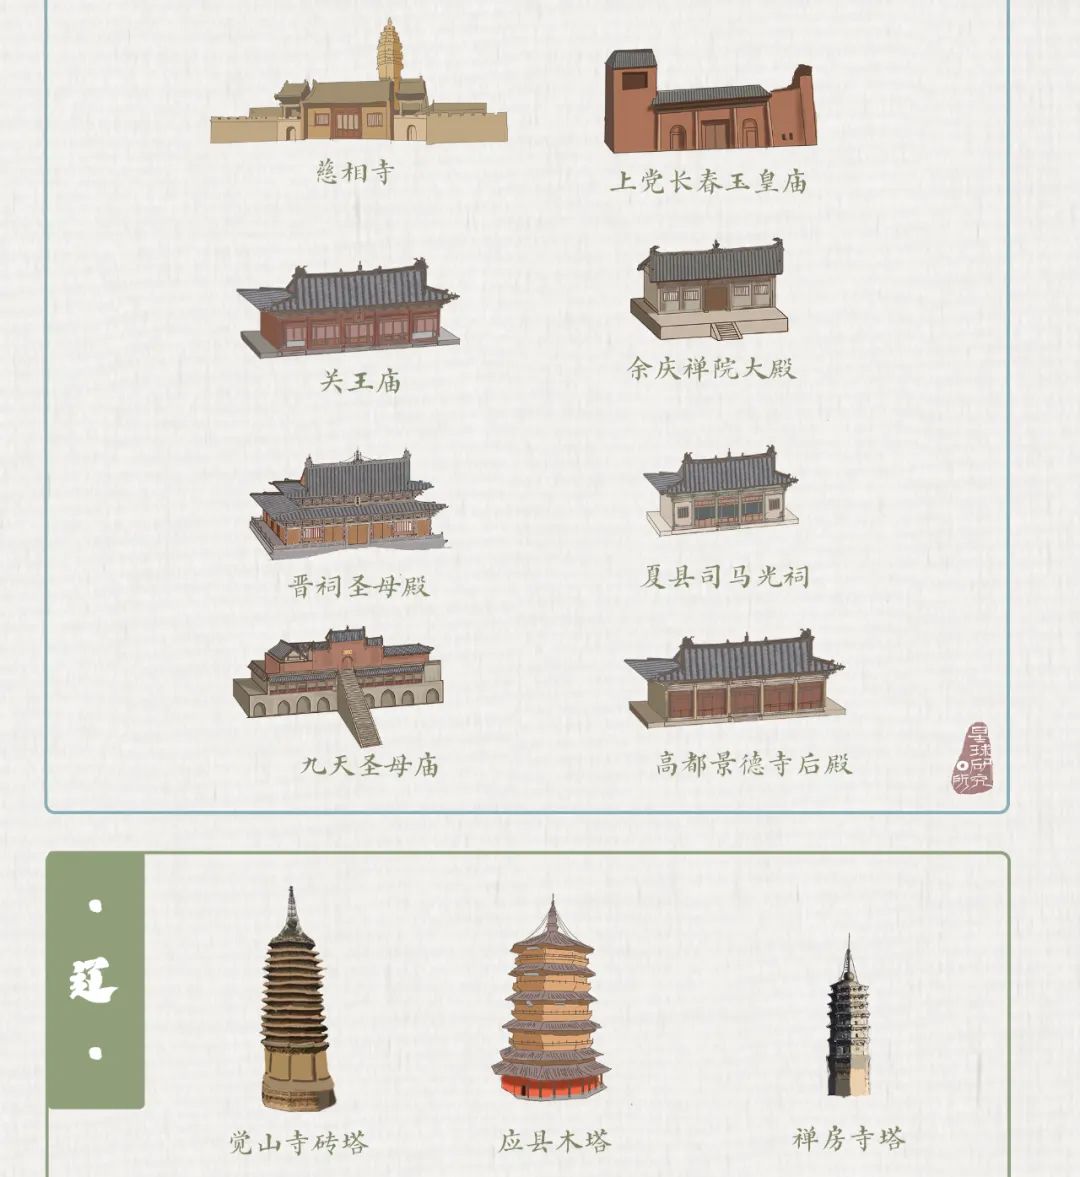 慈相寺
上党长春玉皇庙
关王庙
余庆禅院大殿
晋祠圣母殿
夏县司马光祠
九天圣母庙
高都景德寺后殿
星球研究所
·辽·
觉山寺砖塔
应县木塔
禅房寺塔